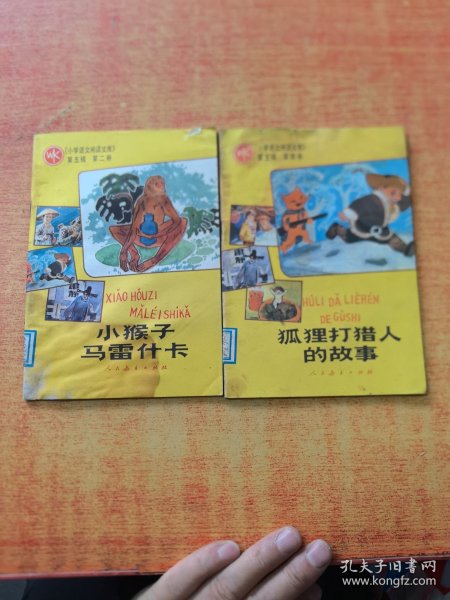 WK
《小学语文阅读文库》
第五辑 第二册
XIǍO HÓUZI
MǍLÉISHÍKǍ
小猴子
马雷什卡
人民教育出版社
WK
《小学语文阅读文库》
第五辑
HÚLI DǍ LIÈRÉN
DE GÙSHI
狐狸打猎人
的故事
人民教育出版社
孔夫子旧书网
www.kongfz.com